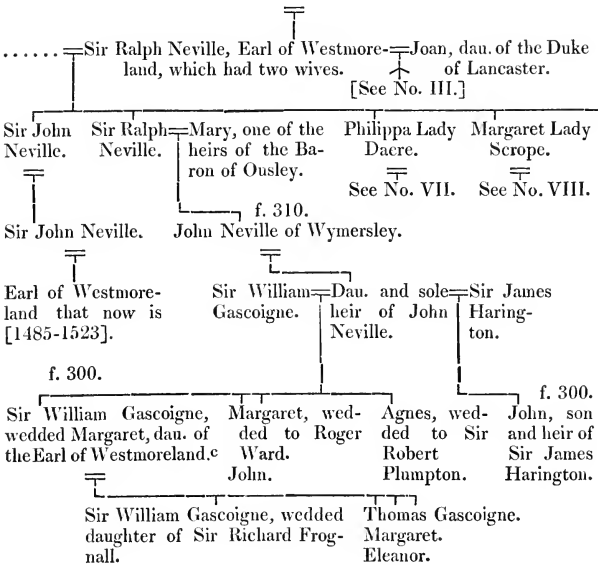 ......=Sir Ralph Neville, Earl of Westmore-=Joan, dau. of the Duke
land, which had two wives. of Lancaster.
[See No. III.]
Sir John Sir Ralph=Mary, one of the Philippa Lady Margaret Lady
Neville. Neville. heirs of the Ba- Dacre. Scrope.
ron of Ousley.
See No. VII. See No. VIII.
f. 310.
Sir John Neville. John Neville of Wymersley.
Earl of Westmore- Sir William=Dau. and sole=Sir James
land that now is Gascoigne. heir of John Haring-
[1485-1523]. Neville. ton.
f. 300.
f. 300.
Sir William Gascoigne, Margaret, wed- Agnes, wed- John, son
wedded Margaret, dau. of ded to Roger ded to Sir and heir of
the Earl of Westmoreland.c Ward. Robert Sir James
John. Plumpton. Harington.
Sir William Gascoigne, wedded Thomas Gascoigne.
daughter of Sir Richard Frog- Margaret.
nall. Eleanor.